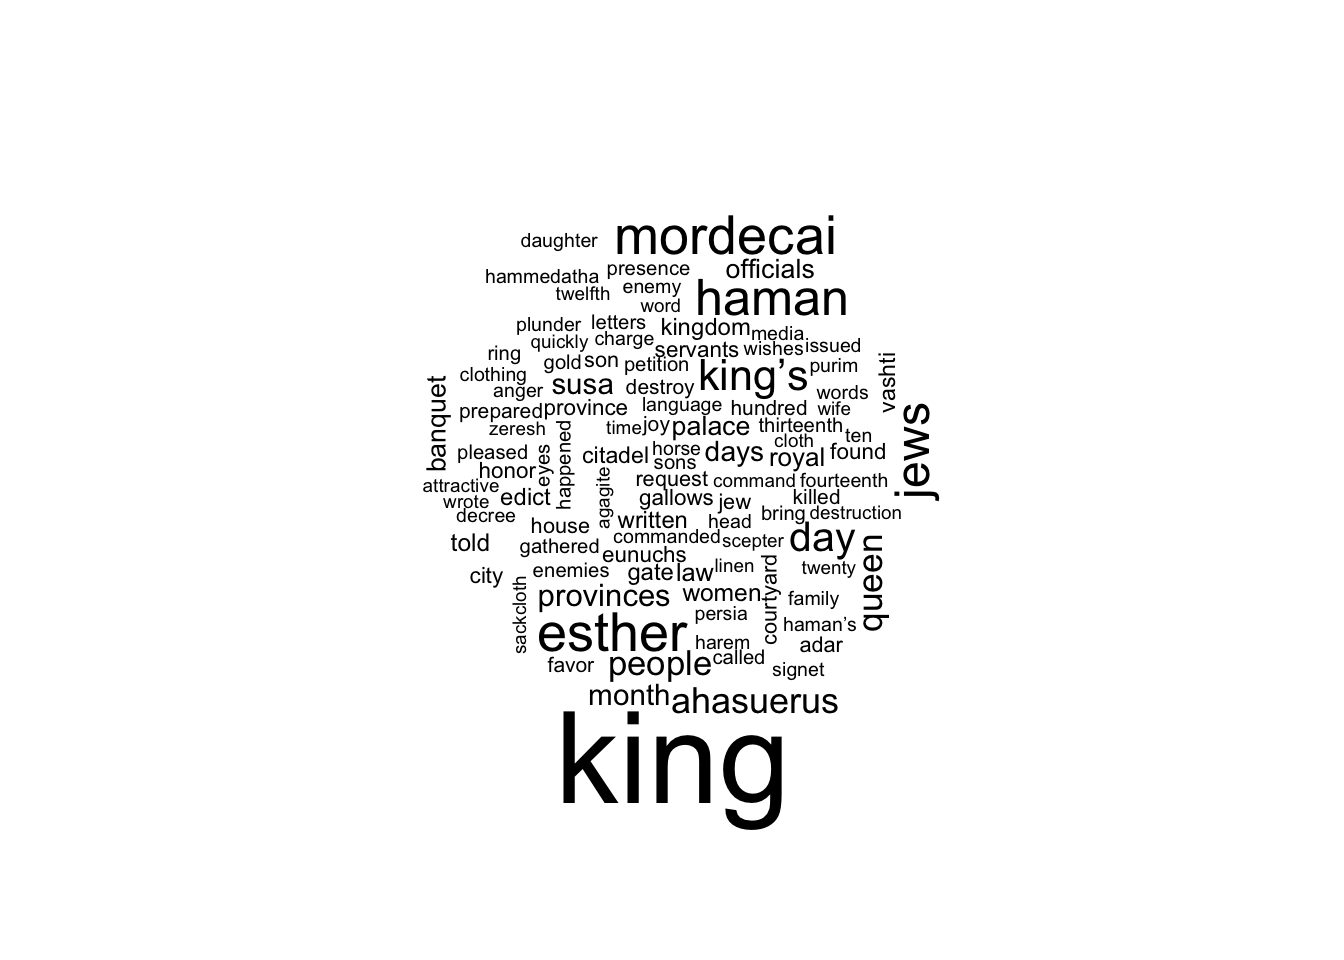 daughter mordecai
hammedatha presence officials
twelfth enemy haman
word
plunder letters kingdom media
quickly charge servants wishes issued
ring gold son petition king’s purim vashti
clothing anger susa destroy words
banquet prepared province language hundred wife jews
zeresh time joy palace thirteenth
pleased eyes happened citadel horse days cloth ten
honor sons royal found
attractive agagite request command fourteenth
wrote edict gallows jew killed
decree house written head bring destruction
told gathered commanded scepter day queen
eunuchs
city sackcloth enemies gate law linen courtyard twenty
provinces women family
persia
esther harem haman’s
favor people called adar
signet
month ahasuerus
king